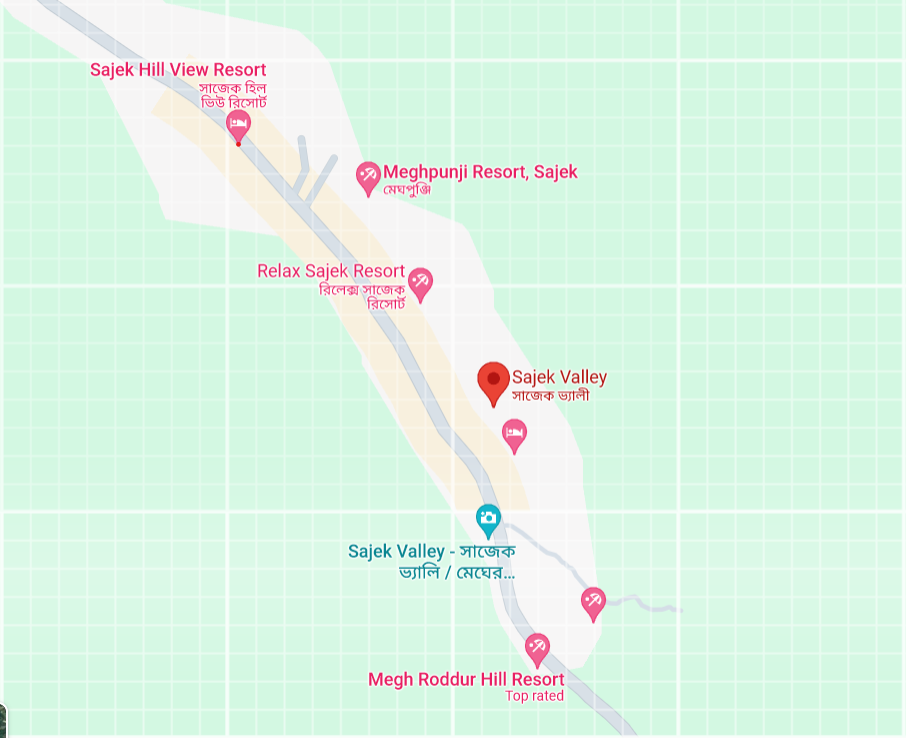 Sajek Hill View Resort
সাজেক হিল
ভিউ রিসোর্ট
Meghpunji Resort, Sajek
মেঘপুঞ্জি
Relax Sajek Resort
রিলেক্স সাজেক
রিসোর্ট
Sajek Valley
সাজেক ভ্যালী
Sajek Valley - সাজেক
ভ্যালি / মেঘের...
Megh Roddur Hill Resort
Top rated